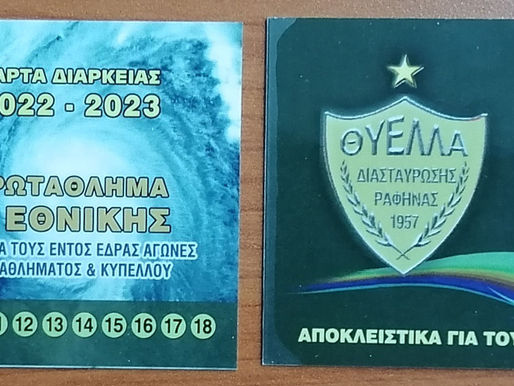 ΑΡΤΑ ΔΙΑΡΚΕΙΑΣ
022 - 2023
ΡΩΤΑΘΛΗΜΑ
ΕΘΝΙΚΗΣ
Α ΤΟΥΣ ΕΝΤΟΣ ΕΔΡΑΣ ΑΓΩΝΕΣ
ΑΘΛΗΜΑΤΟΣ & ΚΥΠΕΛΛΟΥ
12 13 14 15 16 17 18
ΘΥΕΛΛΑ
ΔΙΑΣΤΑΥΡΩΣΗΣ
ΡΑΦΗΝΑΣ
1957
ΑΠΟΚΛΕΙΣΤΙΚΑ ΓΙΑ ΤΟΥ